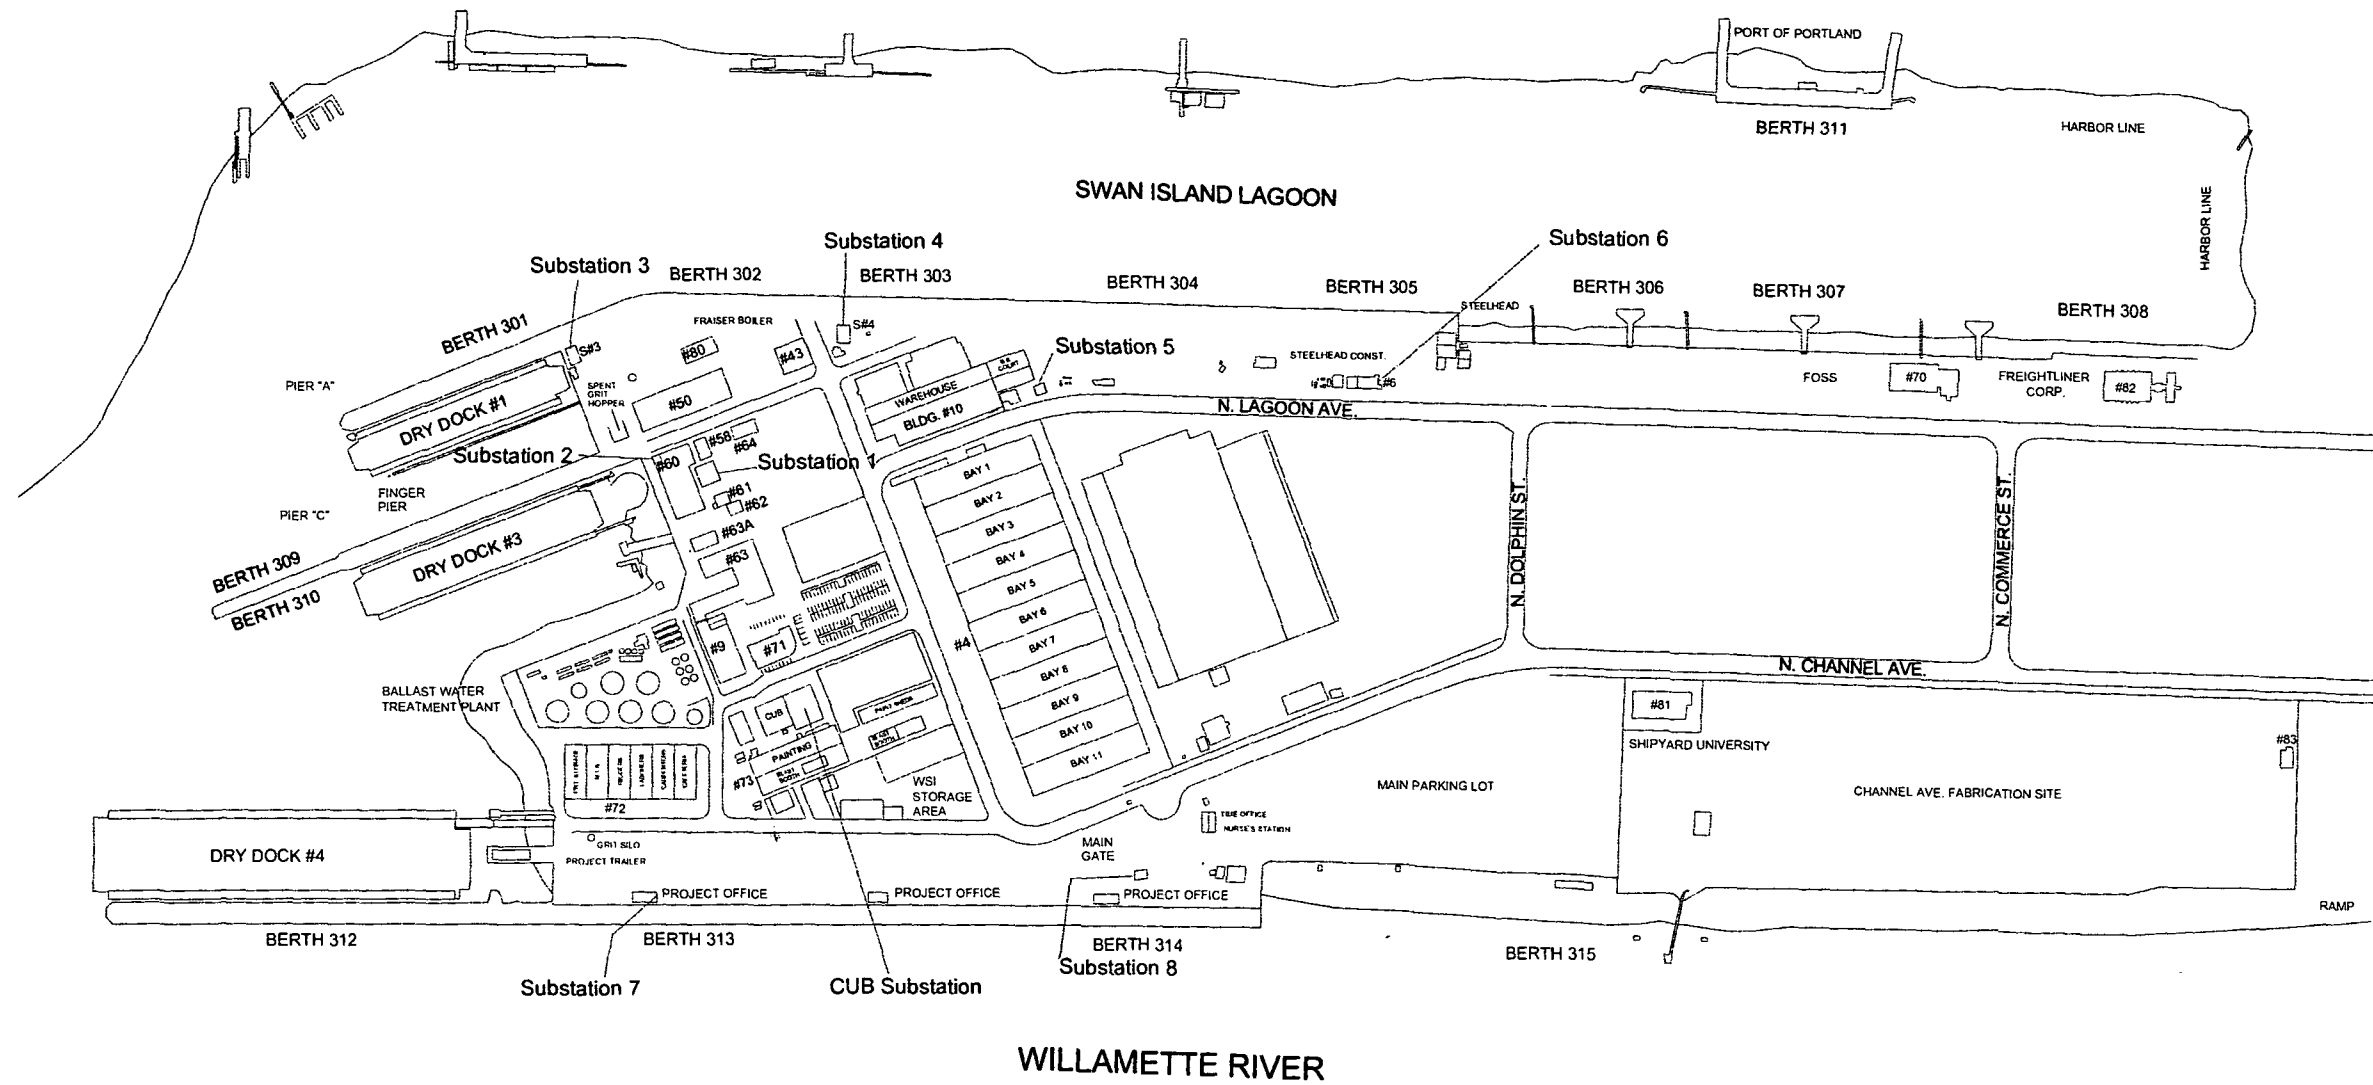 PORT OF PORTLAND
BERTH 311
HARBOR LINE
HARBOR LINE
SWAN ISLAND LAGOON
Substation 4
Substation 6
Substation 3
BERTH 302
BERTH 303
BERTH 304
BERTH 305
BERTH 306
BERTH 307
BERTH 308
STEELHEAD
BERTH 301
FRAISER BOILER
S#4
S#3
#80
#43
Substation 5
STEELHEAD CONST.
#6
PIER "A"
SPENT
GRIT
HOPPER
#50
WAREHOUSE
BLDG. #10
FOSS
#70
FREIGHTLINER
CORP.
#82
DRY DOCK #1
N. LAGOON AVE.
#58
#64
Substation 2
#60
Substation 1
FINGER
PIER
PIER "C"
#61
#62
#63A
#63
DRY DOCK #3
BERTH 309
BERTH 310
BAY 1
BAY 2
BAY 3
BAY 4
BAY 5
BAY 6
BAY 7
BAY 8
BAY 9
BAY 10
BAY 11
#4
N. DOLPHIN ST.
N. COMMERCE ST.
N. CHANNEL AVE.
#9
#71
BALLAST WATER
TREATMENT PLANT
CUB
PAINTING
BLAST
BOOTH
BLAST
BOOTH
#73
#72
WSI
STORAGE
AREA
#81
SHIPYARD UNIVERSITY
#83
MAIN PARKING LOT
CHANNEL AVE. FABRICATION SITE
TIME OFFICE
NURSE'S STATION
MAIN
GATE
DRY DOCK #4
GRIT SILO
PROJECT TRAILER
PROJECT OFFICE
PROJECT OFFICE
PROJECT OFFICE
RAMP
BERTH 312
BERTH 313
BERTH 314
BERTH 315
Substation 7
CUB Substation
Substation 8
WILLAMETTE RIVER